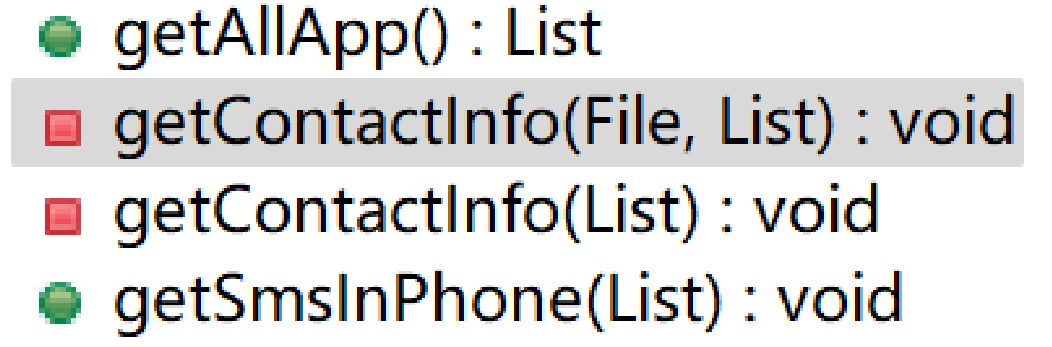 getAllApp() : List
getContactInfo(File, List) : void
getContactInfo(List) : void
getSmsInPhone(List) : void